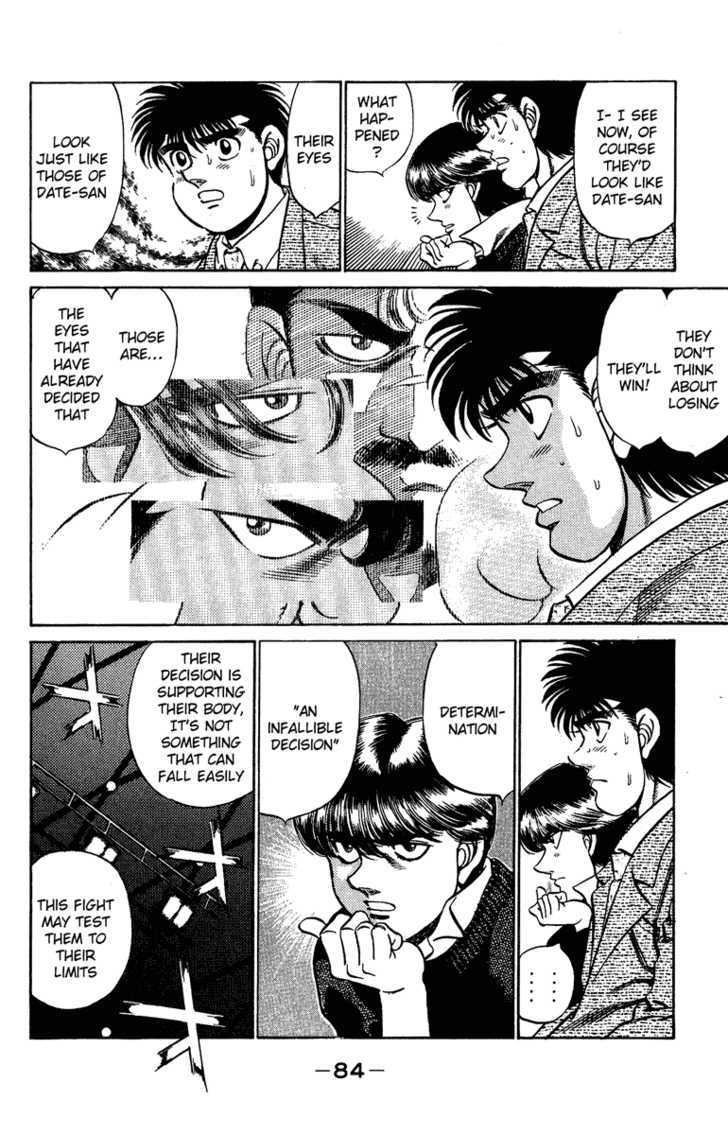 I- I SEE
NOW, OF
COURSE
THEY'D
LOOK LIKE
DATE-SAN
WHAT
HAP-
PENED
?
THEIR
EYES
LOOK
JUST LIKE
THOSE OF
DATE-SAN
THEY
DON'T
THINK
ABOUT
LOSING
THEY'LL
WIN!
THOSE
ARE...
THE
EYES
THAT
HAVE
ALREADY
DECIDED
THAT
......
DETERMI-
NATION
"AN
INFALLIBLE
DECISION"
THEIR
DECISION IS
SUPPORTING
THEIR BODY,
IT'S NOT
SOMETHING
THAT CAN
FALL EASILY
THIS FIGHT
MAY TEST
THEM TO
THEIR
LIMITS
—84—